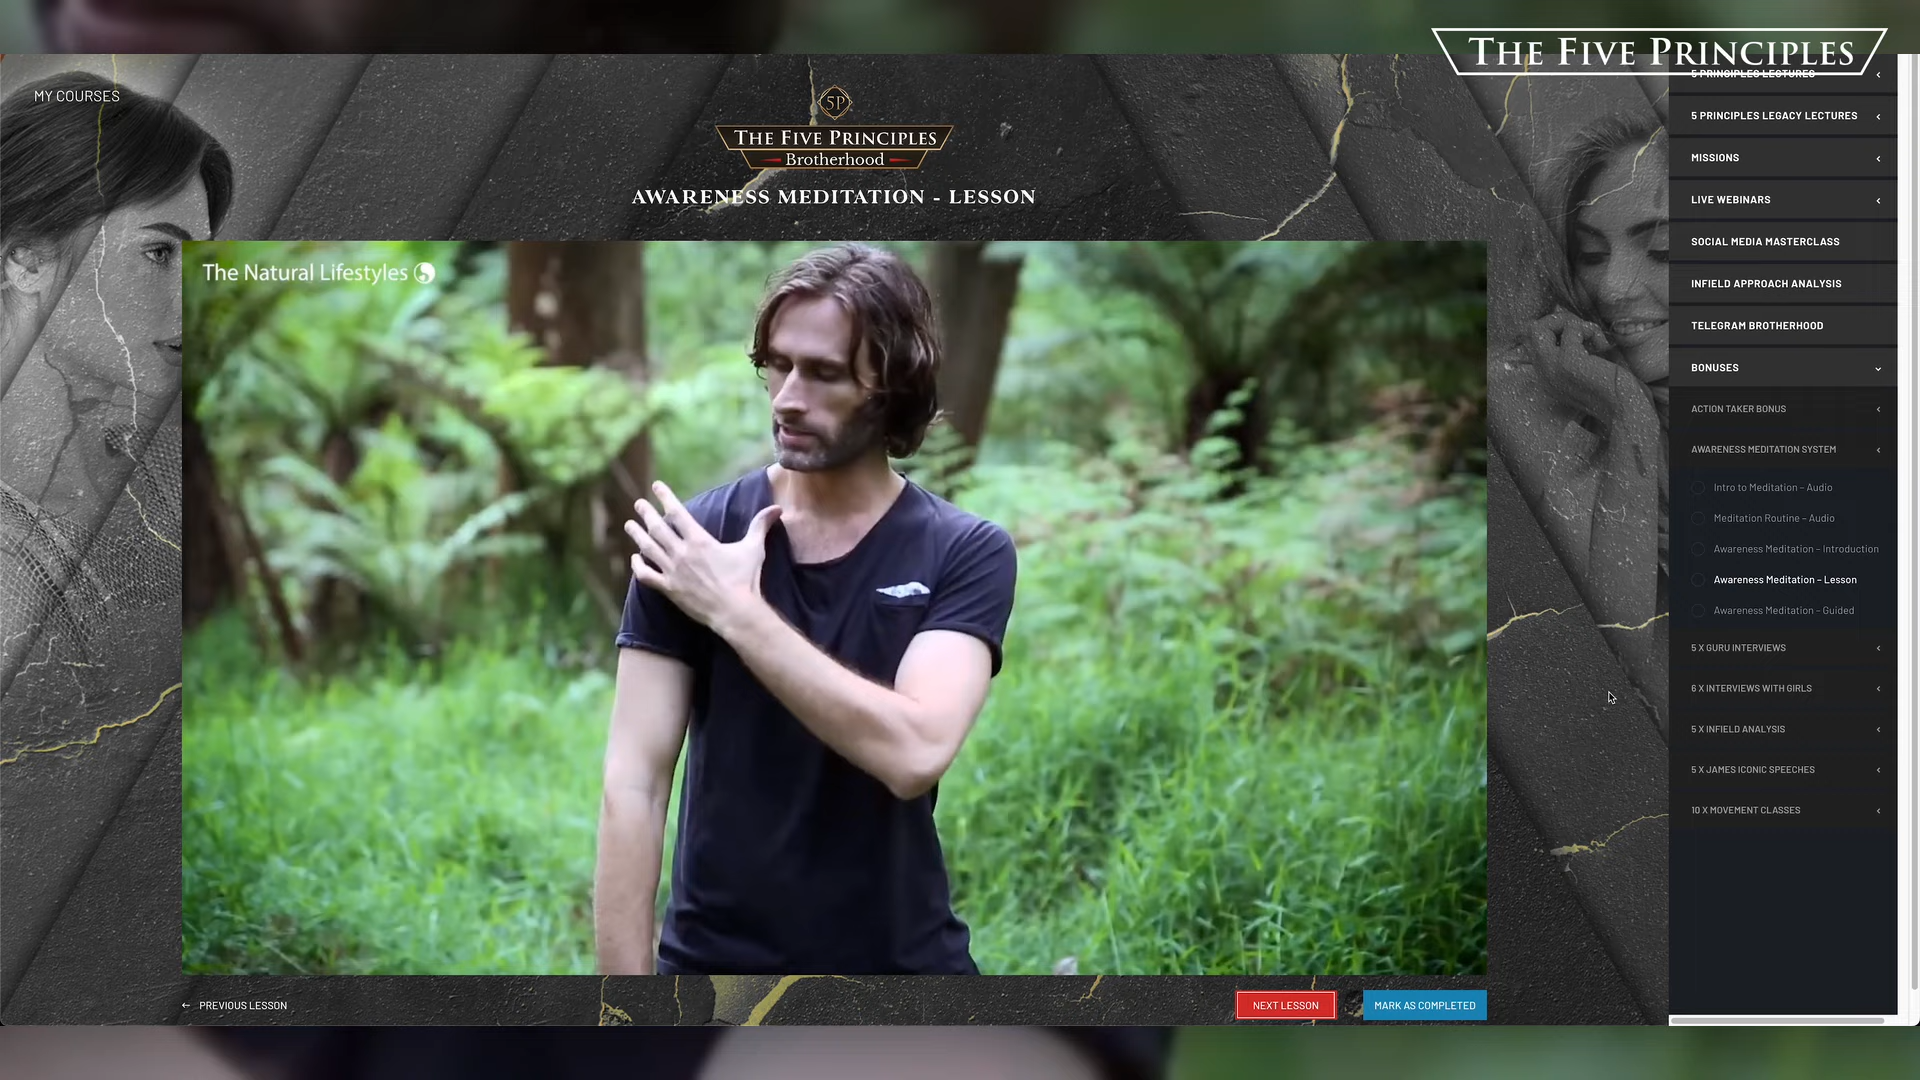 THE FIVE PRINCIPLES
MY COURSES
5P
THE FIVE PRINCIPLES
Brotherhood
AWARENESS MEDITATION - LESSON
The Natural Lifestyles
PREVIOUS LESSON
NEXT LESSON
MARK AS COMPLETED
5 PRINCIPLES LECTURES
5 PRINCIPLES LEGACY LECTURES
MISSIONS
LIVE WEBINARS
SOCIAL MEDIA MASTERCLASS
INFIELD APPROACH ANALYSIS
TELEGRAM BROTHERHOOD
BONUSES
ACTION TAKER BONUS
AWARENESS MEDITATION SYSTEM
Intro to Meditation – Audio
Meditation Routine – Audio
Awareness Meditation – Introduction
Awareness Meditation – Lesson
Awareness Meditation – Guided
5 X GURU INTERVIEWS
6 X INTERVIEWS WITH GIRLS
5 X INFIELD ANALYSIS
5 X JAMES ICONIC SPEECHES
10 X MOVEMENT CLASSES